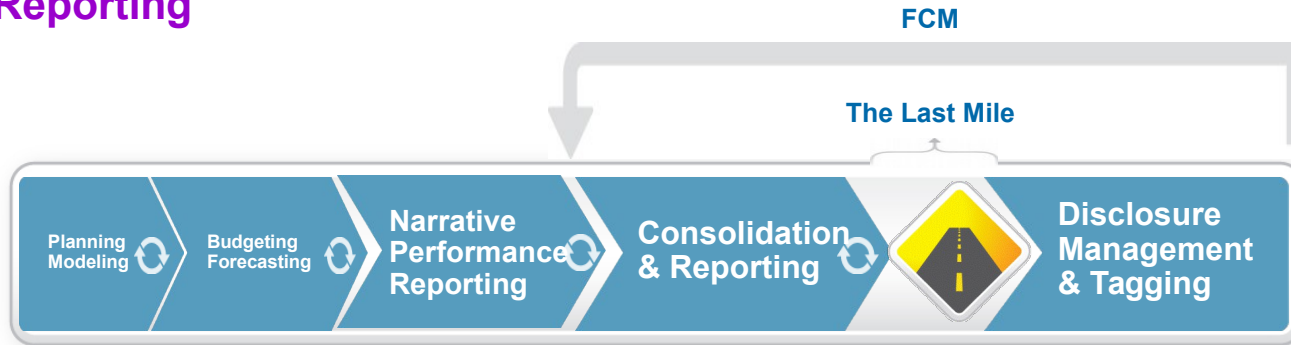 Reporting
FCM
The Last Mile
Planning
Modeling
Budgeting
Forecasting
Narrative
Performance
Reporting
Consolidation
& Reporting
Disclosure
Management
& Tagging